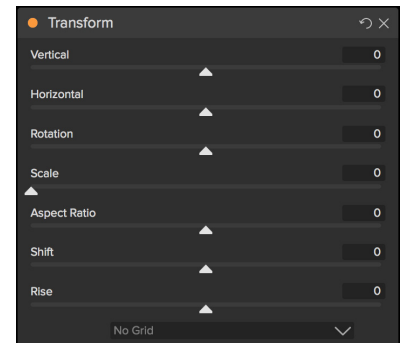 Transform
Vertical 0
Horizontal 0
Rotation 0
Scale 0
Aspect Ratio 0
Shift 0
Rise 0
No Grid